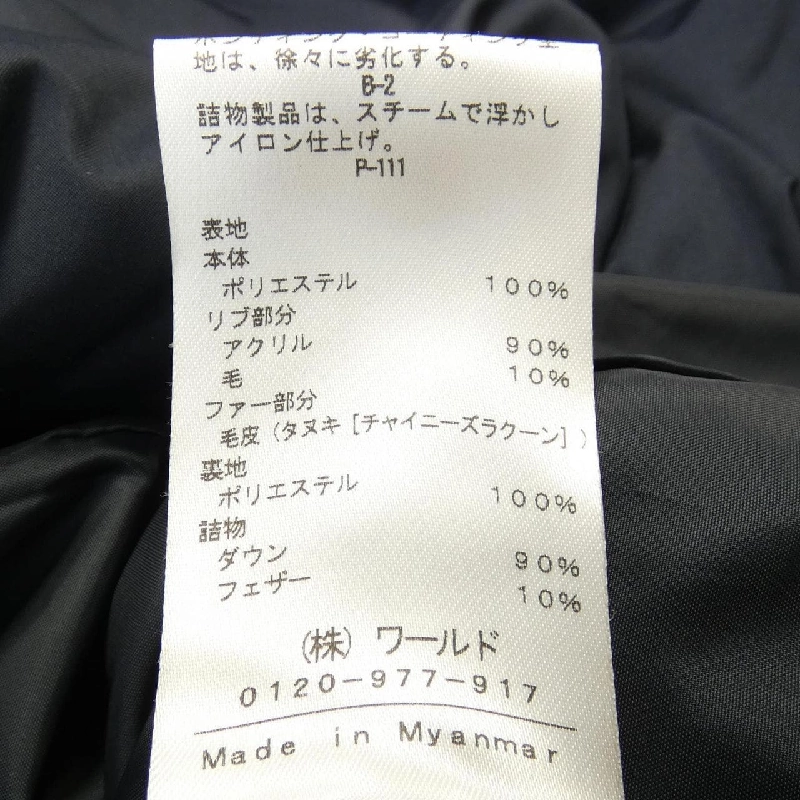 地は、徐々に劣化する。
B-2
詰物製品は、スチームで浮かし
アイロン仕上げ。
P-111
表地
本体
ポリエステル 100%
リブ部分
アクリル 90%
毛 10%
ファー部分
毛皮（タヌキ［チャイニーズラクーン］）
裏地
ポリエステル 100%
詰物
ダウン 90%
フェザー 10%
(株) ワールド
0120-977-917
Made in Myanmar